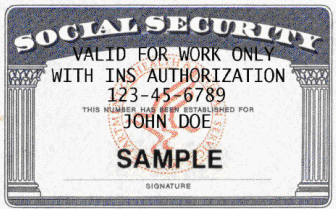 SOCIAL SECURITY
VALID FOR WORK ONLY
WITH INS AUTHORIZATION
123-45-6789
THIS NUMBER HAS BEEN ESTABLISHED FOR
JOHN DOE
SAMPLE
SIGNATURE